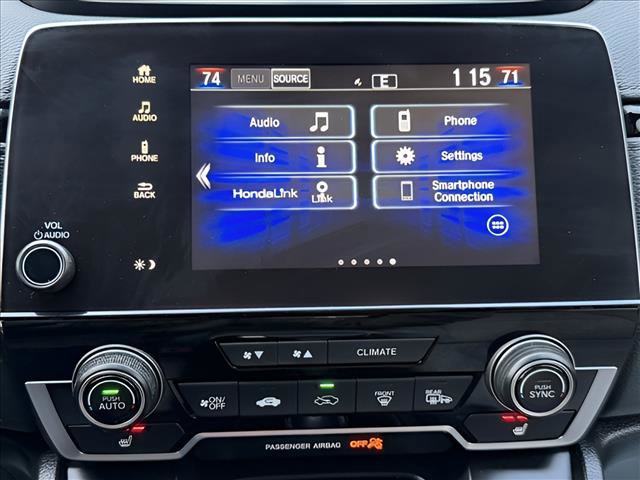 HOME
AUDIO
PHONE
BACK
VOL
AUDIO
74 MENU SOURCE E 1 15 71
Audio Phone
Info Settings
HondaLink Link Smartphone
Connection
CLIMATE
PUSH
AUTO
ON/
OFF
FRONT
REAR
PUSH
SYNC
PASSENGER AIRBAG OFF